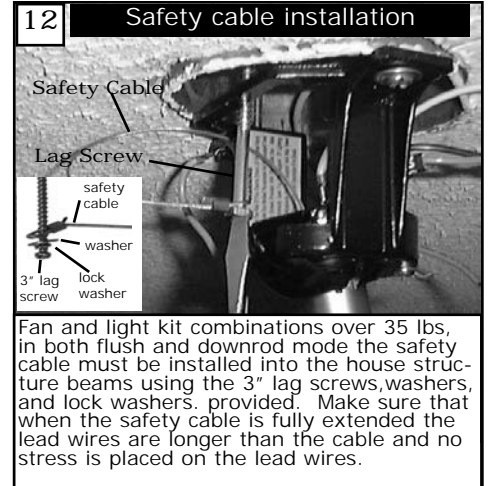 12
Safety cable installation
Safety Cable
Lag Screw
safety
cable
washer
lock
washer
3" lag
screw
Fan and light kit combinations over 35 lbs,
in both flush and downrod mode the safety
cable must be installed into the house struc-
ture beams using the 3" lag screws,washers,
and lock washers. provided.  Make sure that
when the safety cable is fully extended the
lead wires are longer than the cable and no
stress is placed on the lead wires.